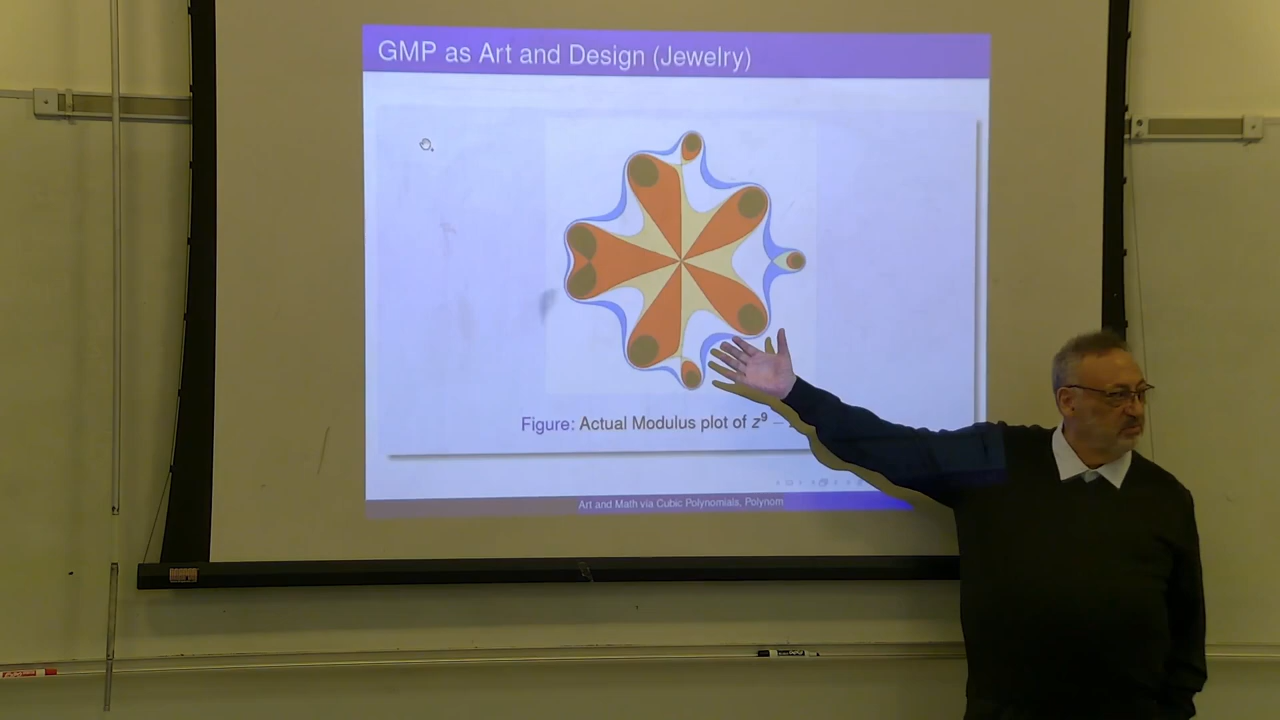 GMP as Art and Design (Jewelry)
Figure: Actual Modulus plot of z⁹ −
Art and Math via Cubic Polynomials, Polynom